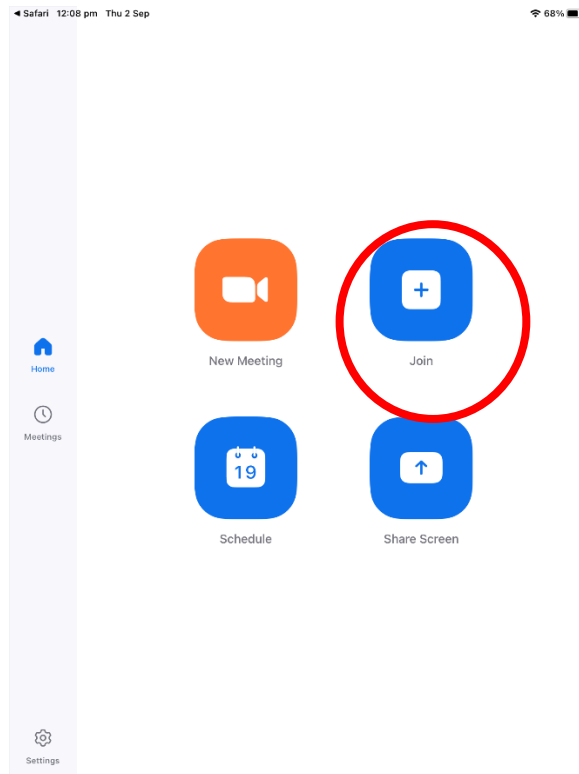 ◄ Safari 12:08 pm Thu 2 Sep 68%
New Meeting
Join
Home
Meetings
19
Schedule
Share Screen
Settings